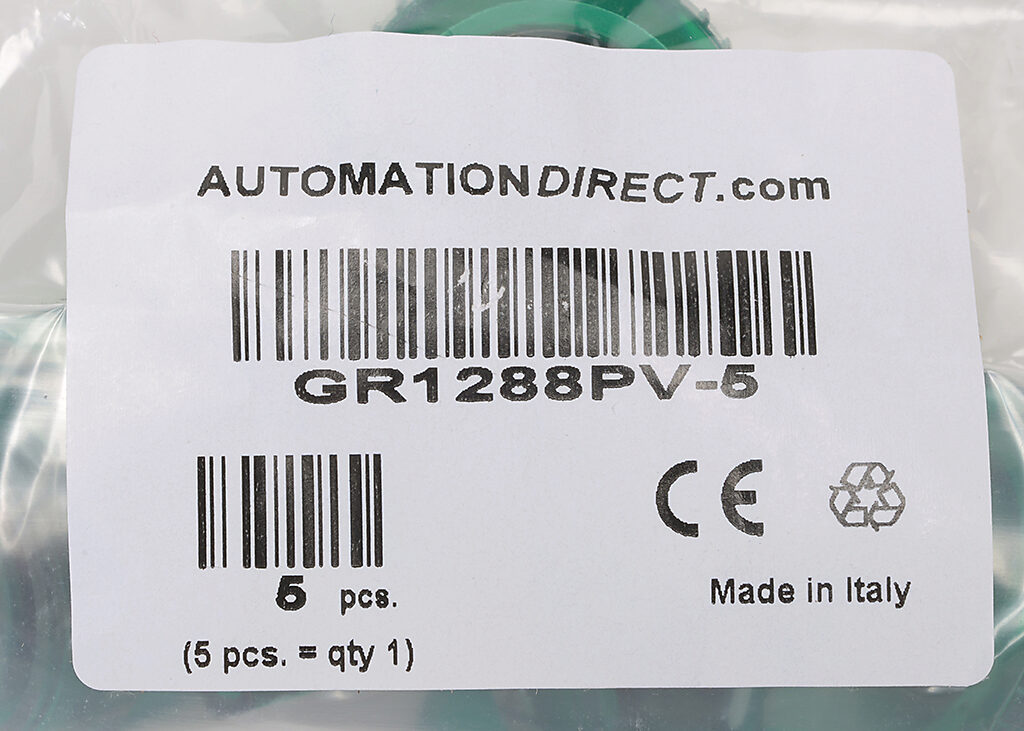 AUTOMATIONDIRECT.com
GR1288PV-5
5 pcs.
(5 pcs. = qty 1)
CE
Made in Italy